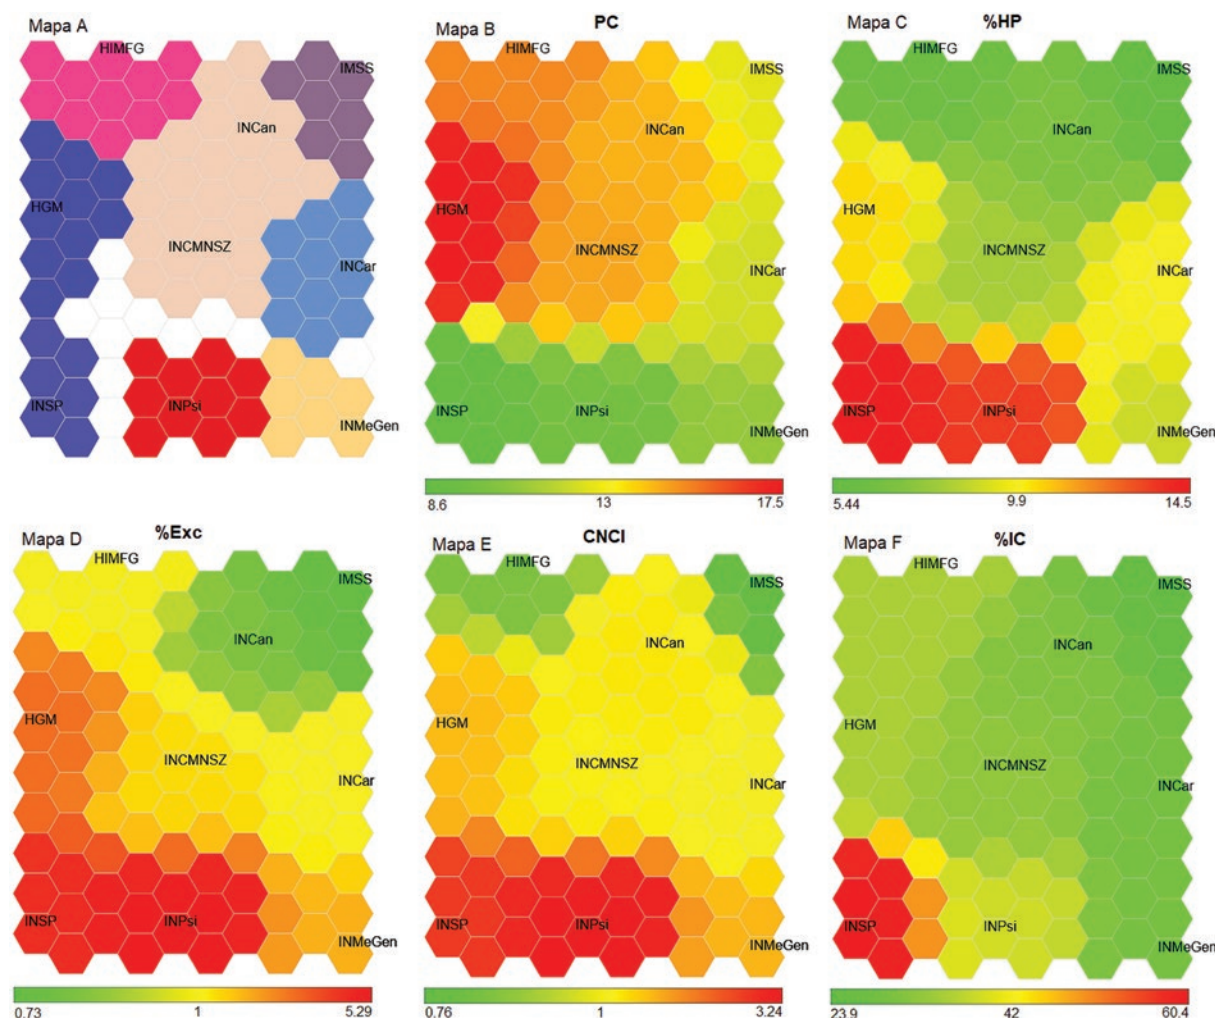 Mapa A
HIMFG
IMSS
INCan
HGM
INCMNSZ
INCar
INSP
INPsi
INMeGen
Mapa B
PC
HIMFG
IMSS
INCan
HGM
INCMNSZ
INCar
INSP
INPsi
INMeGen
8.6 13 17.5
Mapa C
%HP
HIMFG
IMSS
INCan
HGM
INCMNSZ
INCar
INSP
INPsi
INMeGen
5.44 9.9 14.5
Mapa D
%Exc
HIMFG
IMSS
INCan
HGM
INCMNSZ
INCar
INSP
INPsi
INMeGen
0.73 1 5.29
Mapa E
CNCI
HIMFG
IMSS
INCan
HGM
INCMNSZ
INCar
INSP
INPsi
INMeGen
0.76 1 3.24
Mapa F
%IC
HIMFG
IMSS
INCan
HGM
INCMNSZ
INCar
INSP
INPsi
INMeGen
23.9 42 60.4